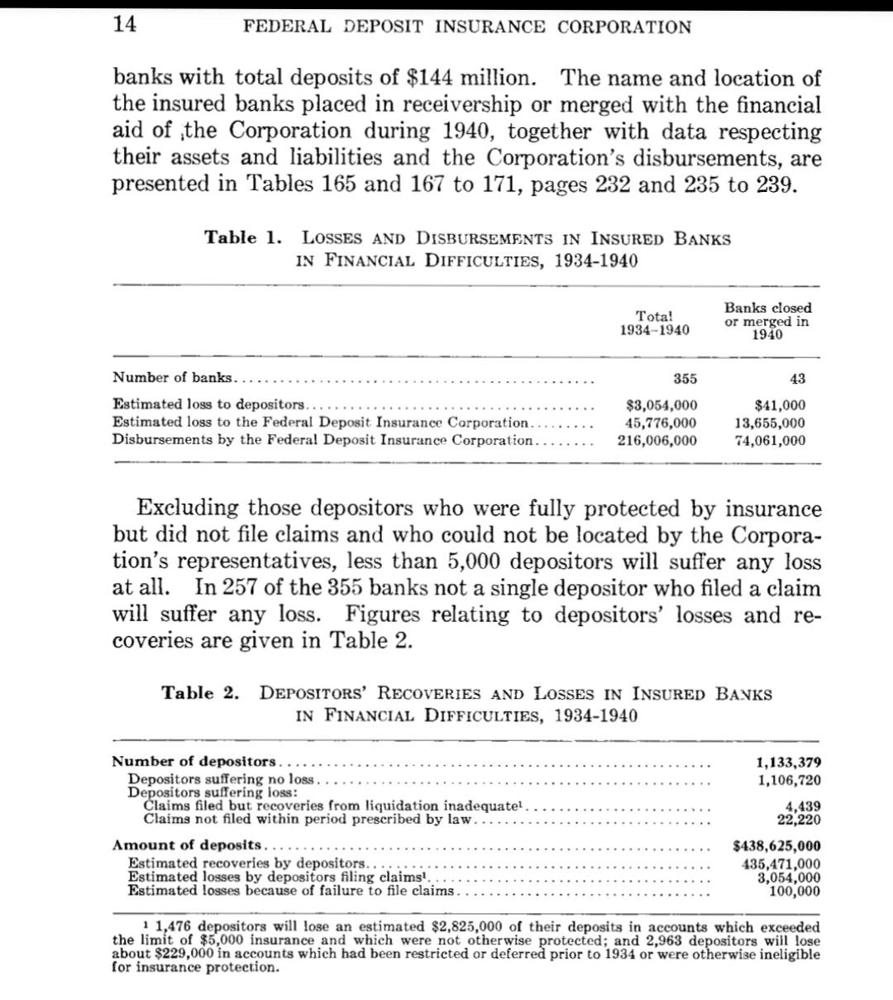 14 FEDERAL DEPOSIT INSURANCE CORPORATION
banks with total deposits of $144 million. The name and location of
the insured banks placed in receivership or merged with the financial
aid of the Corporation during 1940, together with data respecting
their assets and liabilities and the Corporation's disbursements, are
presented in Tables 165 and 167 to 171, pages 232 and 235 to 239.
Table 1. LOSSES AND DISBURSEMENTS IN INSURED BANKS
IN FINANCIAL DIFFICULTIES, 1934-1940
Total
1934-1940
Banks closed
or merged in
1940
Number of banks 355 43
Estimated loss to depositors $3,054,000 $41,000
Estimated loss to the Federal Deposit Insurance Corporation 45,776,000 13,655,000
Disbursements by the Federal Deposit Insurance Corporation 216,006,000 74,061,000
Excluding those depositors who were fully protected by insurance
but did not file claims and who could not be located by the Corpora-
tion's representatives, less than 5,000 depositors will suffer any loss
at all. In 257 of the 355 banks not a single depositor who filed a claim
will suffer any loss. Figures relating to depositors' losses and re-
coveries are given in Table 2.
Table 2. DEPOSITORS' RECOVERIES AND LOSSES IN INSURED BANKS
IN FINANCIAL DIFFICULTIES, 1934-1940
Number of depositors 1,133,379
Depositors suffering no loss 1,106,720
Depositors suffering loss:
Claims filed but recoveries from liquidation inadequate¹ 4,439
Claims not filed within period prescribed by law 22,220
Amount of deposits $438,625,000
Estimated recoveries by depositors 435,471,000
Estimated losses by depositors filing claims¹ 3,054,000
Estimated losses because of failure to file claims 100,000
¹ 1,476 depositors will lose an estimated $2,825,000 of their deposits in accounts which exceeded
the limit of $5,000 insurance and which were not otherwise protected; and 2,963 depositors will lose
about $229,000 in accounts which had been restricted or deferred prior to 1934 or were otherwise ineligible
for insurance protection.